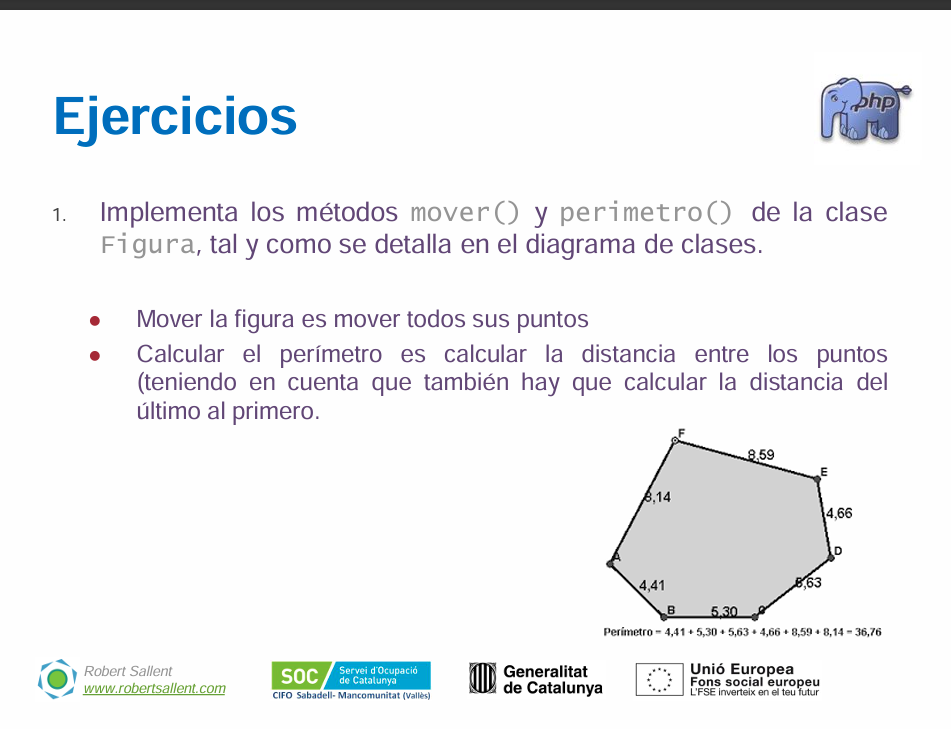 Ejercicios
php
1. Implementa los métodos mover() y perimetro() de la clase
Figura, tal y como se detalla en el diagrama de clases.
● Mover la figura es mover todos sus puntos
● Calcular el perímetro es calcular la distancia entre los puntos
(teniendo en cuenta que también hay que calcular la distancia del
último al primero.
F
8,59
E
8,14
4,66
D
A
5,63
4,41
B
5,30
C
Perímetro = 4,41 + 5,30 + 5,63 + 4,66 + 8,59 + 8,14 = 36,76
Robert Sallent
www.robertsallent.com
SOC Servei d'Ocupació
de Catalunya
CIFO Sabadell- Mancomunitat (Vallès)
Generalitat
de Catalunya
Unió Europea
Fons social europeu
L'FSE inverteix en el teu futur